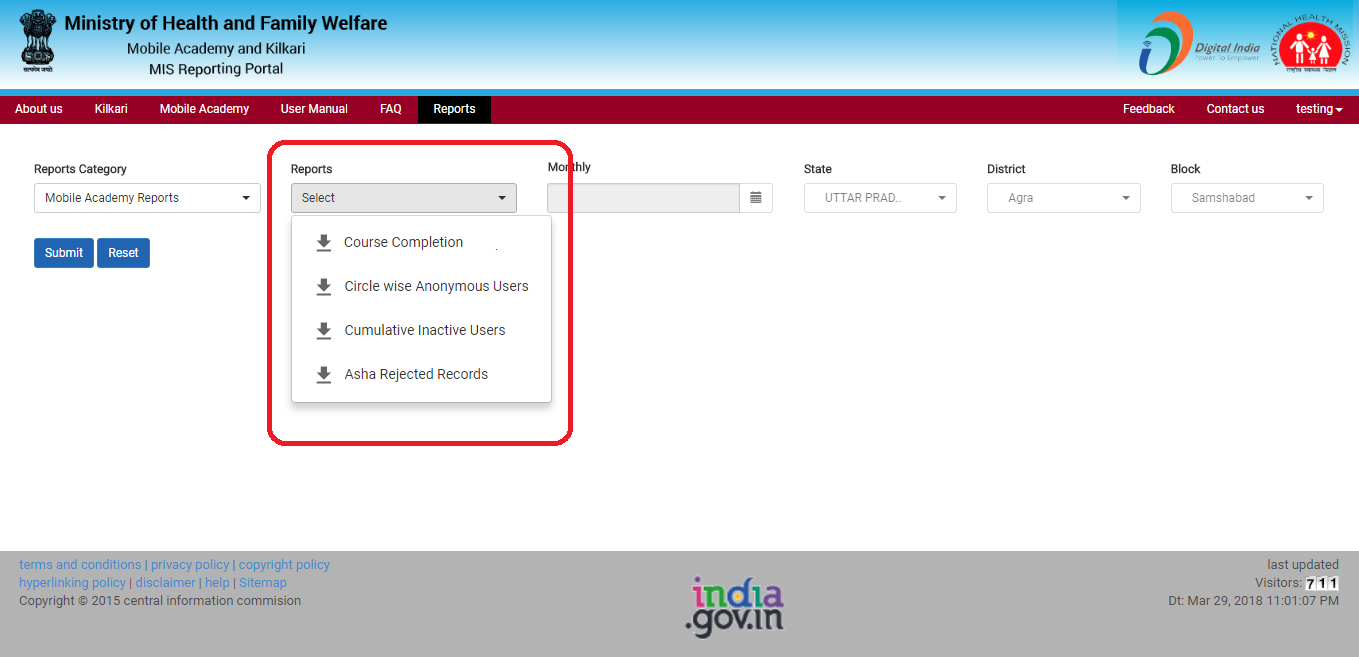 Ministry of Health and Family Welfare
Mobile Academy and Kilkari
MIS Reporting Portal
सत्यमेव जयते
Digital India
Power To Empower
NATIONAL HEALTH MISSION
राष्ट्रीय स्वास्थ्य मिशन
About us Kilkari Mobile Academy User Manual FAQ Reports Feedback Contact us testing
Reports Category Reports Monthly State District Block
Mobile Academy Reports Select UTTAR PRAD.. Agra Samshabad
Submit Reset
Course Completion
Circle wise Anonymous Users
Cumulative Inactive Users
Asha Rejected Records
terms and conditions | privacy policy | copyright policy
hyperlinking policy | disclaimer | help | Sitemap
Copyright © 2015 central information commision
india
.gov.in
last updated
Visitors: 711
Dt: Mar 29, 2018 11:01:07 PM